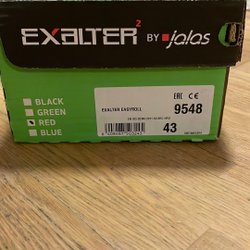 EXALTER² BY jalas
BLACK
GREEN
RED
BLUE
EXALTER EASYROLL
EAC CE
9548
43